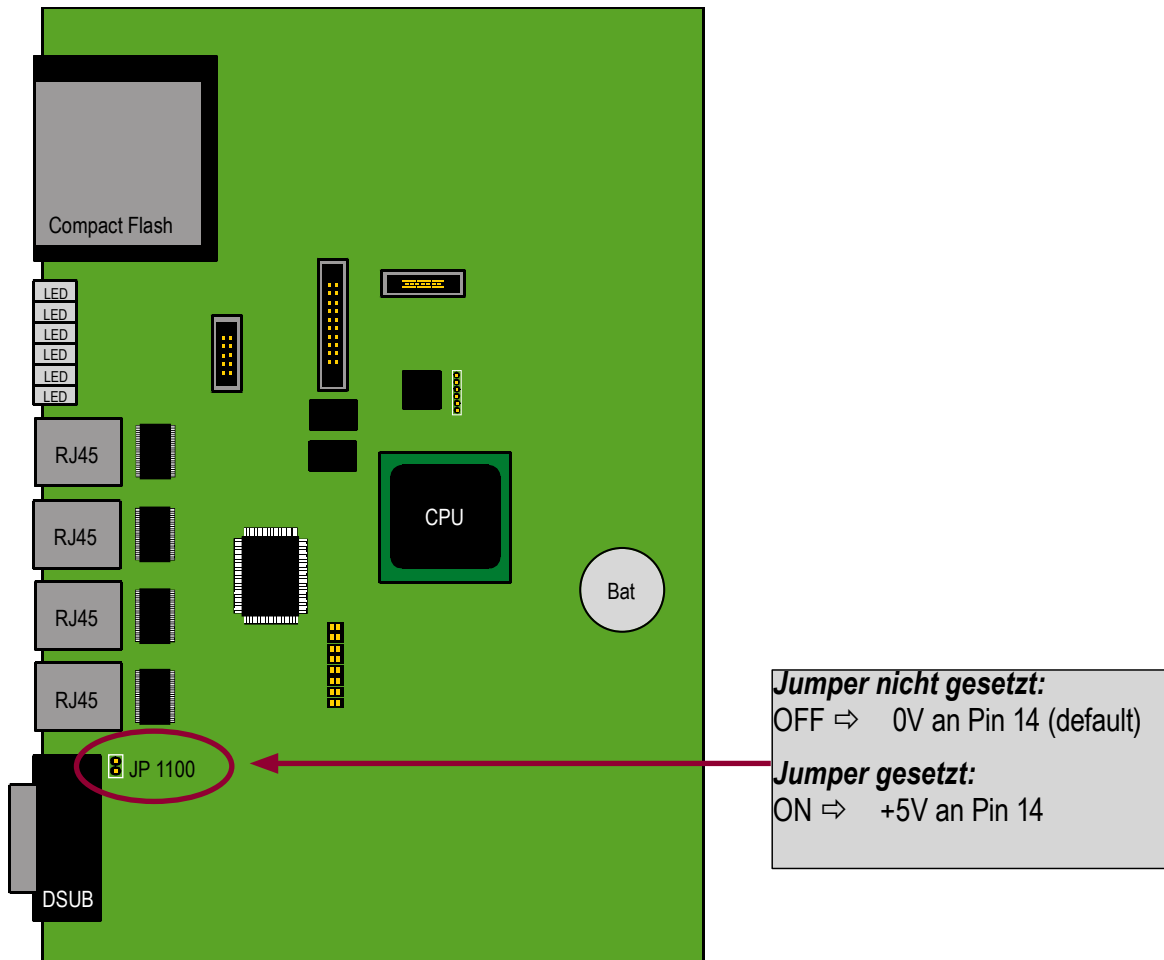 Compact Flash
LED
LED
LED
LED
LED
LED
RJ45
RJ45
RJ45
RJ45
CPU
Bat
JP 1100
DSUB
Jumper nicht gesetzt:
OFF ⇨ 0V an Pin 14 (default)
Jumper gesetzt:
ON ⇨ +5V an Pin 14